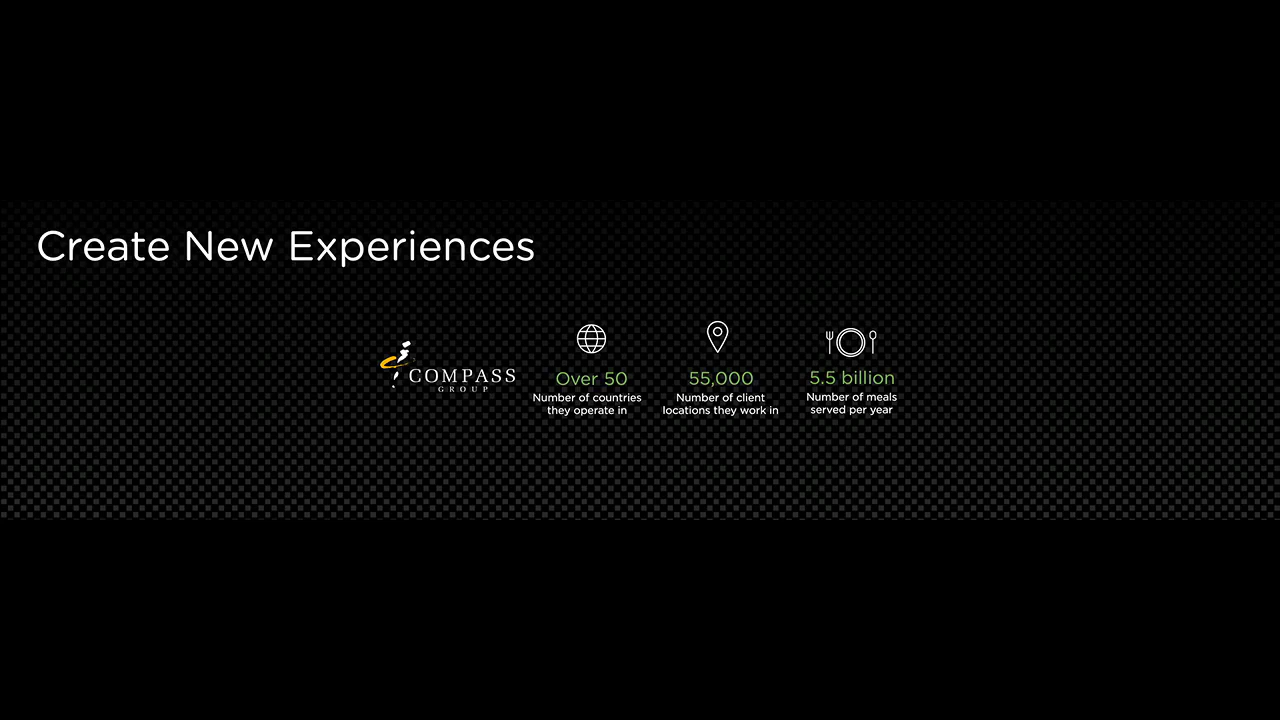 Create New Experiences
COMPASS
GROUP
Over 50
Number of countries
they operate in
55,000
Number of client
locations they work in
5.5 billion
Number of meals
served per year